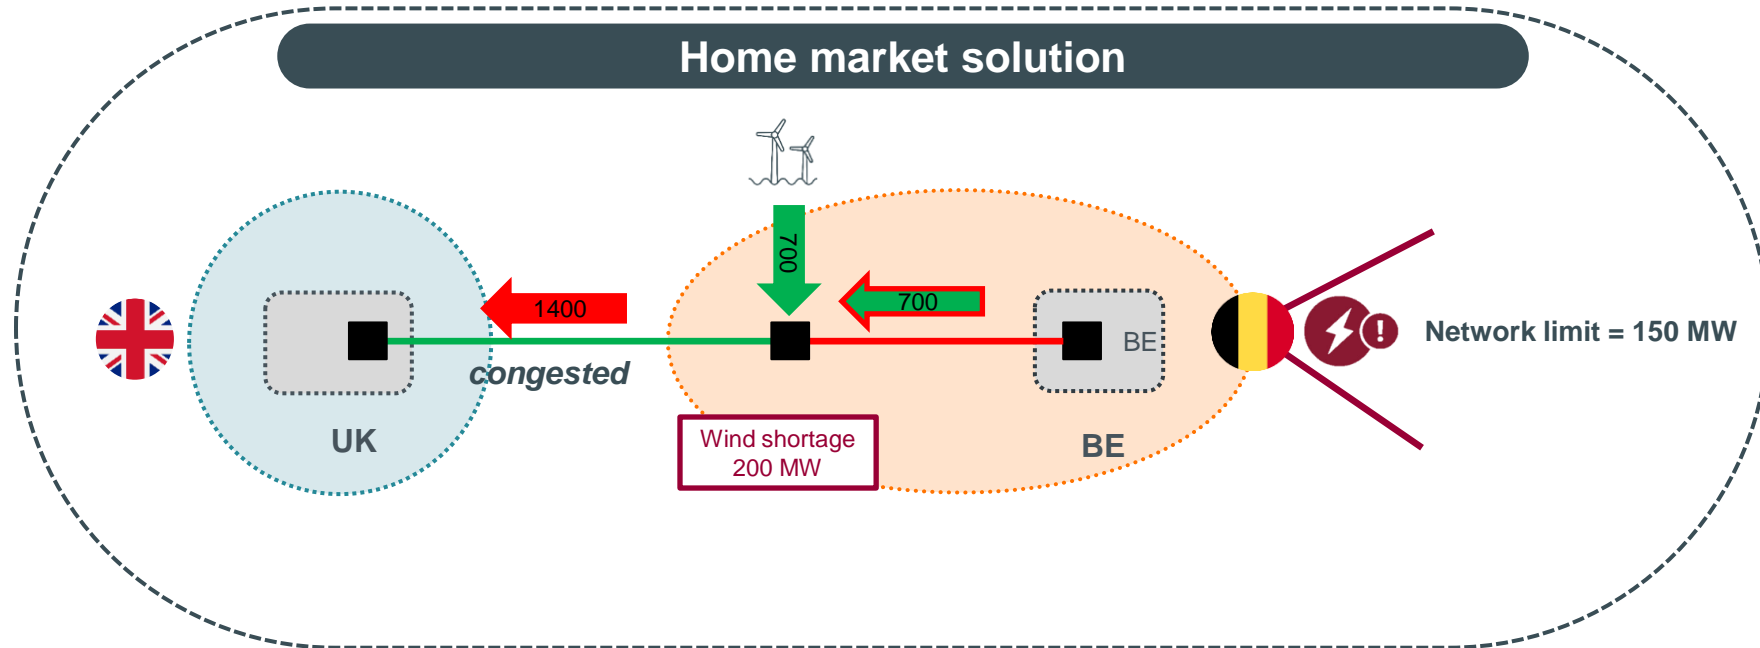 Home market solution
700
1400
700
congested
BE
Network limit = 150 MW
UK
Wind shortage
200 MW
BE